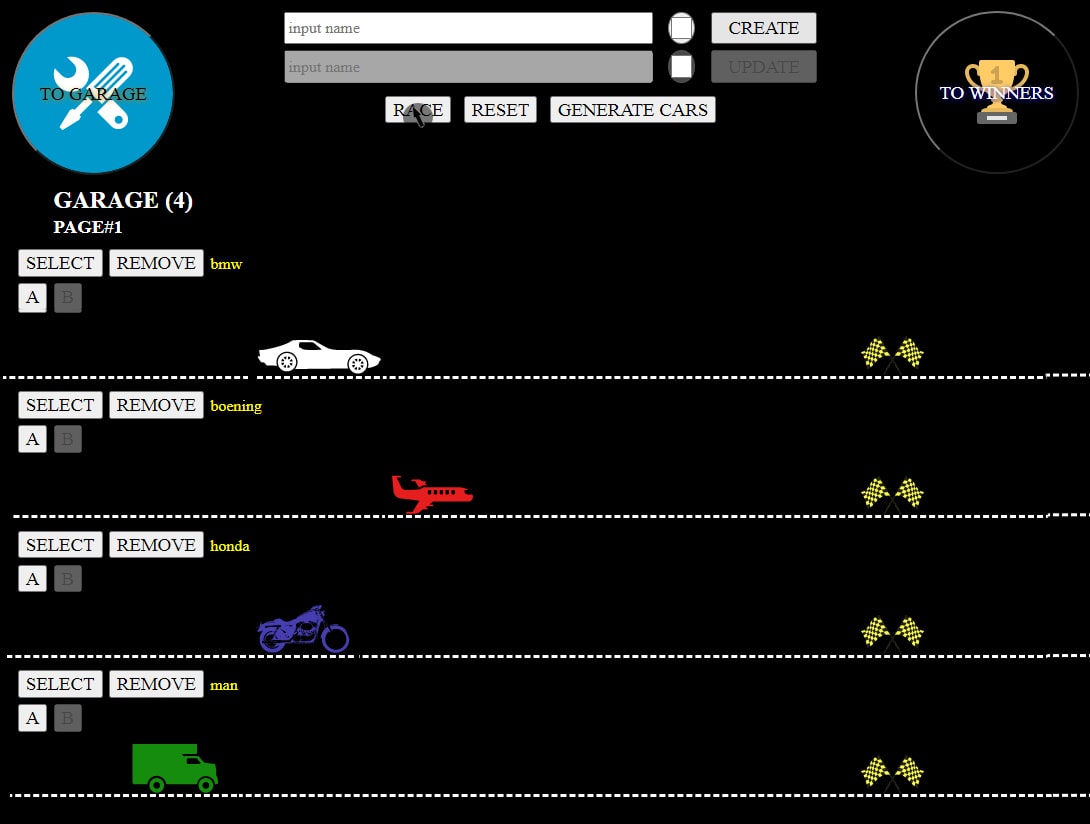 TO GARAGE
input name
CREATE
input name
UPDATE
RACE
RESET
GENERATE CARS
1
TO WINNERS
GARAGE (4)
PAGE#1
SELECT REMOVE bmw
A B
SELECT REMOVE boening
A B
SELECT REMOVE honda
A B
SELECT REMOVE man
A B